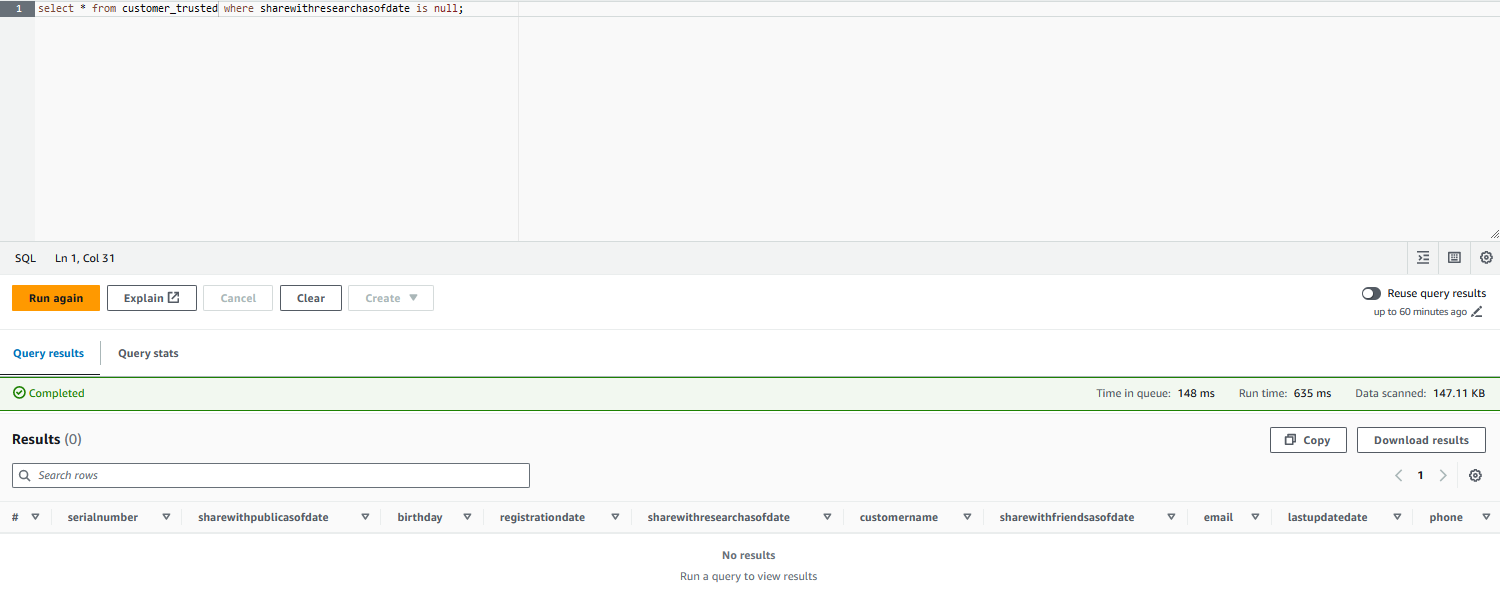 1 select * from customer_trusted where sharewithresearchasofdate is null;
SQL Ln 1, Col 31
Run again Explain Cancel Clear Create Reuse query results
up to 60 minutes ago
Query results Query stats
Completed Time in queue: 148 ms Run time: 635 ms Data scanned: 147.11 KB
Results (0) Copy Download results
Search rows 1
# serialnumber sharewithpublicasofdate birthday registrationdate sharewithresearchasofdate customername sharewithfriendsasofdate email lastupdatedate phone
No results
Run a query to view results